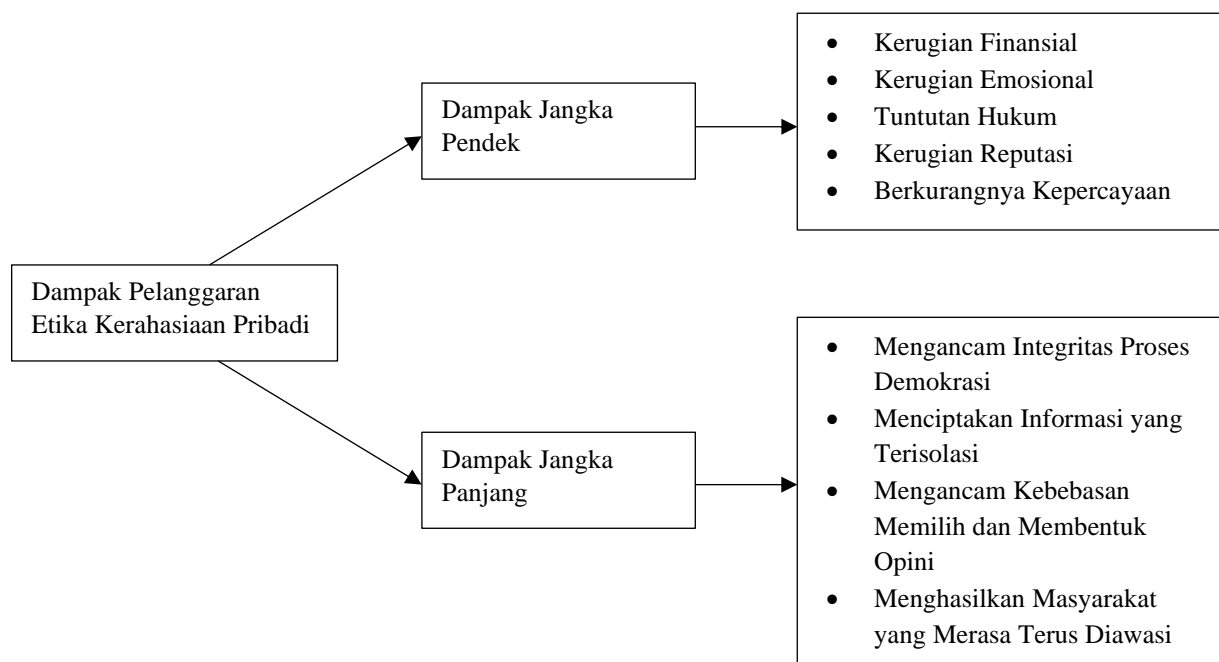 Dampak Pelanggaran
Etika Kerahasiaan Pribadi
Dampak Jangka
Pendek
• Kerugian Finansial
• Kerugian Emosional
• Tuntutan Hukum
• Kerugian Reputasi
• Berkurangnya Kepercayaan
Dampak Jangka
Panjang
• Mengancam Integritas Proses
Demokrasi
• Menciptakan Informasi yang
Terisolasi
• Mengancam Kebebasan
Memilih dan Membentuk
Opini
• Menghasilkan Masyarakat
yang Merasa Terus Diawasi